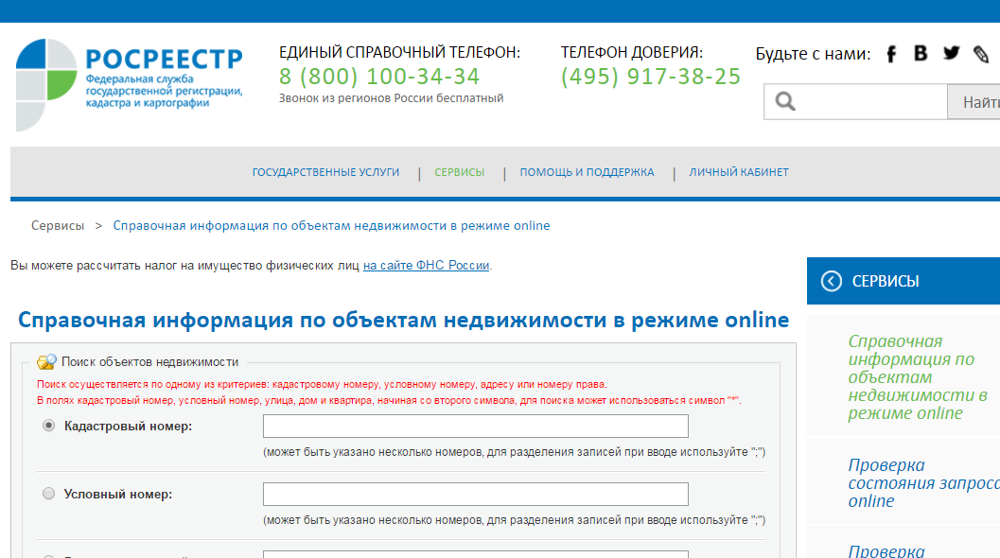 РОСРЕЕСТР
Федеральная служба
государственной регистрации,
кадастра и картографии
ЕДИНЫЙ СПРАВОЧНЫЙ ТЕЛЕФОН:
8 (800) 100-34-34
Звонок из регионов России бесплатный
ТЕЛЕФОН ДОВЕРИЯ:
(495) 917-38-25
Будьте с нами:
Найти
ГОСУДАРСТВЕННЫЕ УСЛУГИ | СЕРВИСЫ | ПОМОЩЬ И ПОДДЕРЖКА | ЛИЧНЫЙ КАБИНЕТ
Сервисы > Справочная информация по объектам недвижимости в режиме online
Вы можете рассчитать налог на имущество физических лиц на сайте ФНС России.
Справочная информация по объектам недвижимости в режиме online
Поиск объектов недвижимости
Поиск осуществляется по одному из критериев: кадастровому номеру, условному номеру, адресу или номеру права.
В полях кадастровый номер, условный номер, улица, дом и квартира, начиная со второго символа, для поиска может использоваться символ "*".
Кадастровый номер:
(может быть указано несколько номеров, для разделения записей при вводе используйте ";")
Условный номер:
(может быть указано несколько номеров, для разделения записей при вводе используйте ";")
СЕРВИСЫ
Справочная
информация по
объектам
недвижимости в
режиме online
Проверка
состояния запроса
online
Проверка